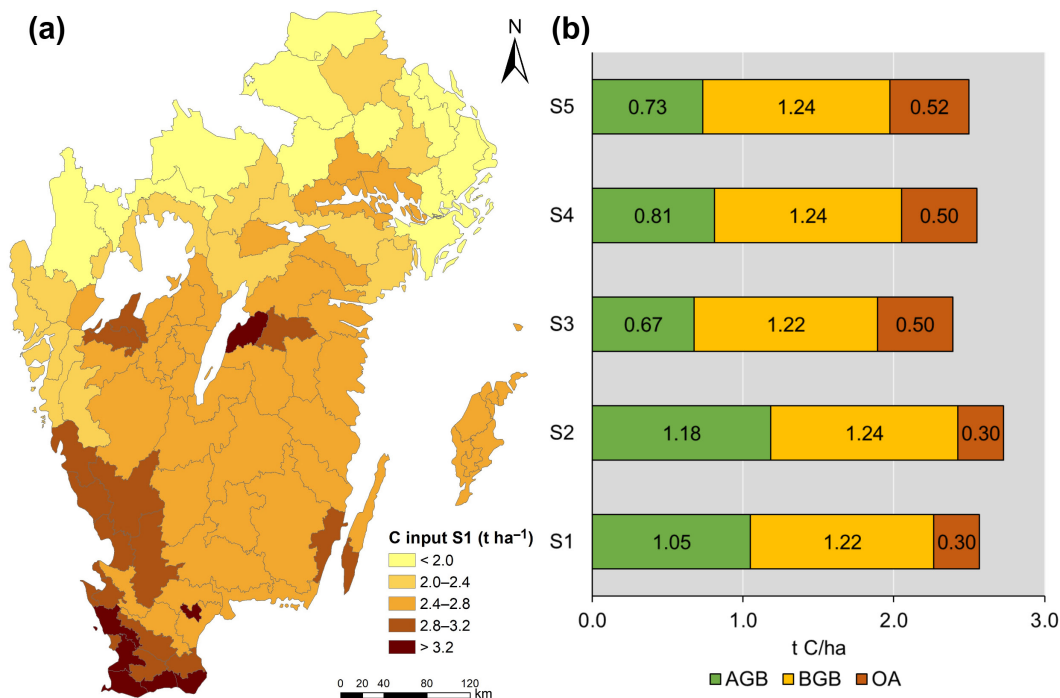 (a)
N
C input S1 (t ha⁻¹)
< 2.0
2.0–2.4
2.4–2.8
2.8–3.2
> 3.2
0 20 40 80 120
km
(b)
S5 0.73 1.24 0.52
S4 0.81 1.24 0.50
S3 0.67 1.22 0.50
S2 1.18 1.24 0.30
S1 1.05 1.22 0.30
0.0 1.0 2.0 3.0
t C/ha
AGB BGB OA